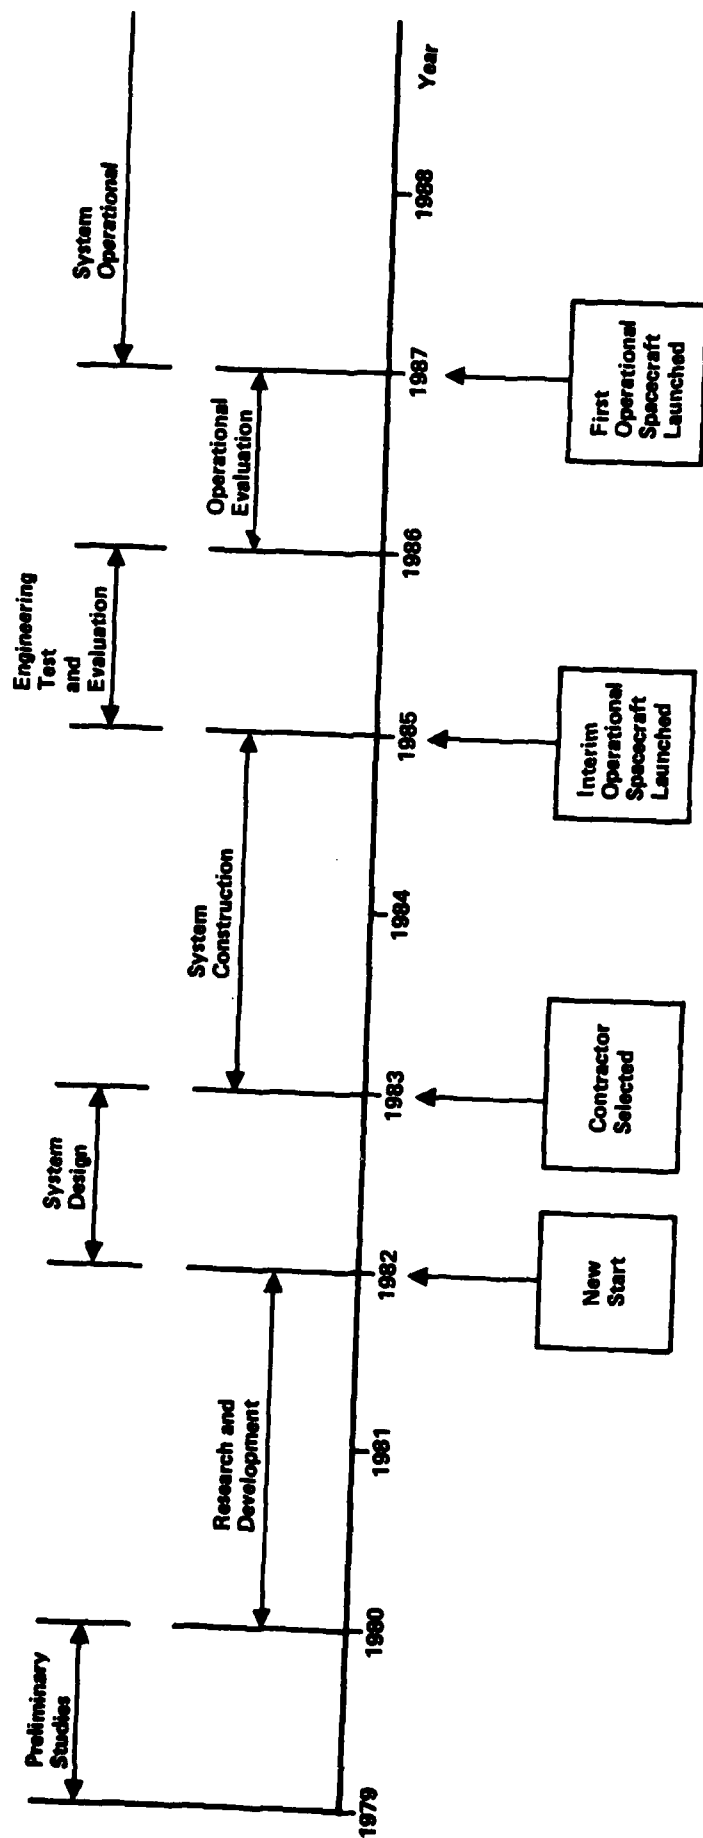 Preliminary
Studies
Research and
Development
System
Design
System
Construction
Engineering
Test
and
Evaluation
Operational
Evaluation
System
Operational
1979
1980
1981
1982
1983
1984
1985
1986
1987
1988
Year
New
Start
Contractor
Selected
Interim
Operational
Spacecraft
Launched
First
Operational
Spacecraft
Launched